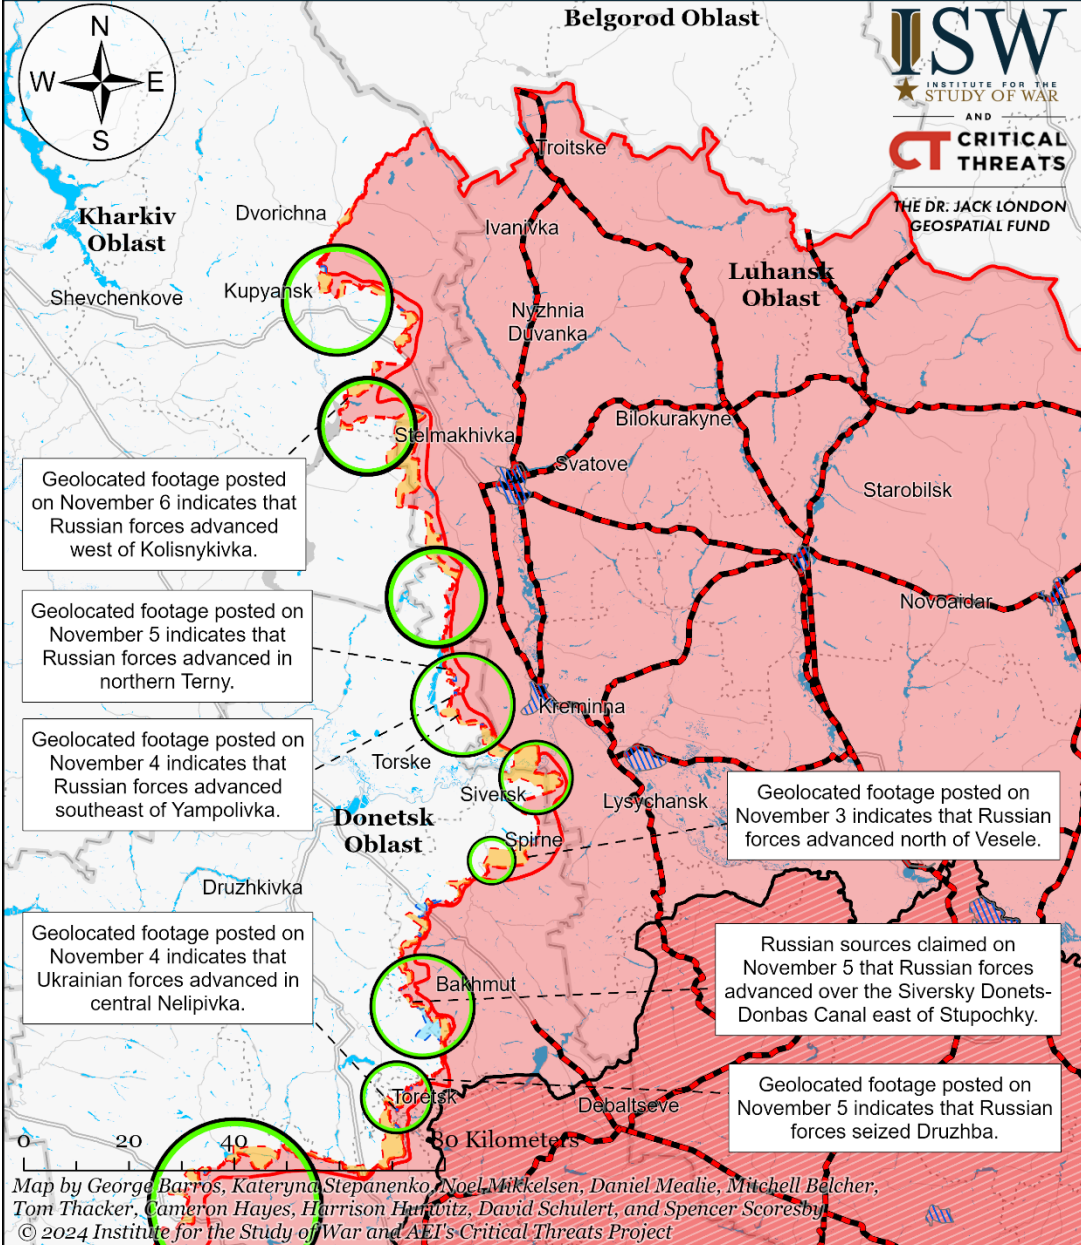 Belgorod Oblast
N
W
E
S
ISW
INSTITUTE FOR THE
STUDY OF WAR
AND
CT CRITICAL
THREATS
THE DR. JACK LONDON
GEOSPATIAL FUND
Troitske
Dvorichna
Kharkiv
Oblast
Ivanivka
Luhansk
Oblast
Shevchenkove
Kupyansk
Nyzhnia
Duvanka
Bilokurakyne
Stelmakhivka
Svatove
Starobilsk
Geolocated footage posted
on November 6 indicates that
Russian forces advanced
west of Kolisnykivka.
Novoaidar
Geolocated footage posted on
November 5 indicates that
Russian forces advanced in
northern Terny.
Kreminna
Geolocated footage posted on
November 4 indicates that
Russian forces advanced
southeast of Yampolivka.
Torske
Siversk
Lysychansk
Donetsk
Oblast
Geolocated footage posted on
November 3 indicates that Russian
forces advanced north of Vesele.
Spirne
Druzhkivka
Geolocated footage posted on
November 4 indicates that
Ukrainian forces advanced in
central Nelipivka.
Bakhmut
Russian sources claimed on
November 5 that Russian forces
advanced over the Siversky Donets-
Donbas Canal east of Stupochky.
Toretsk
Debaltseve
Geolocated footage posted on
November 5 indicates that Russian
forces seized Druzhba.
0 20 40 80 Kilometers
Map by George Barros, Kateryna Stepanenko, Noel Mikkelsen, Daniel Mealie, Mitchell Belcher,
Tom Thacker, Cameron Hayes, Harrison Hurwitz, David Schulert, and Spencer Scoresby
© 2024 Institute for the Study of War and AEI's Critical Threats Project